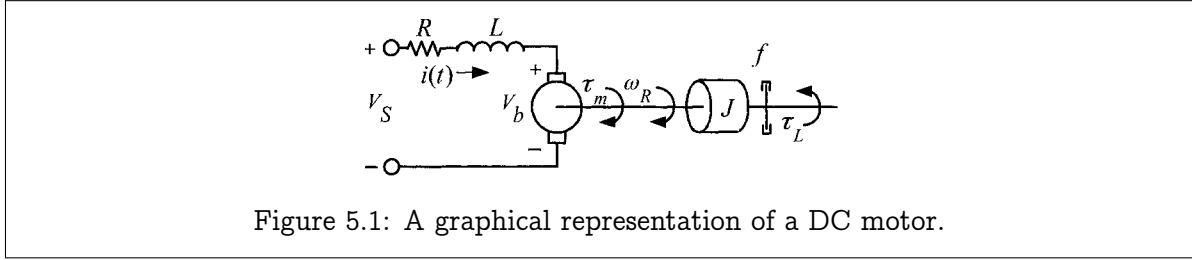 R L f
+ i(t) + τm ωR
VS Vb J τL
− −
Figure 5.1: A graphical representation of a DC motor.